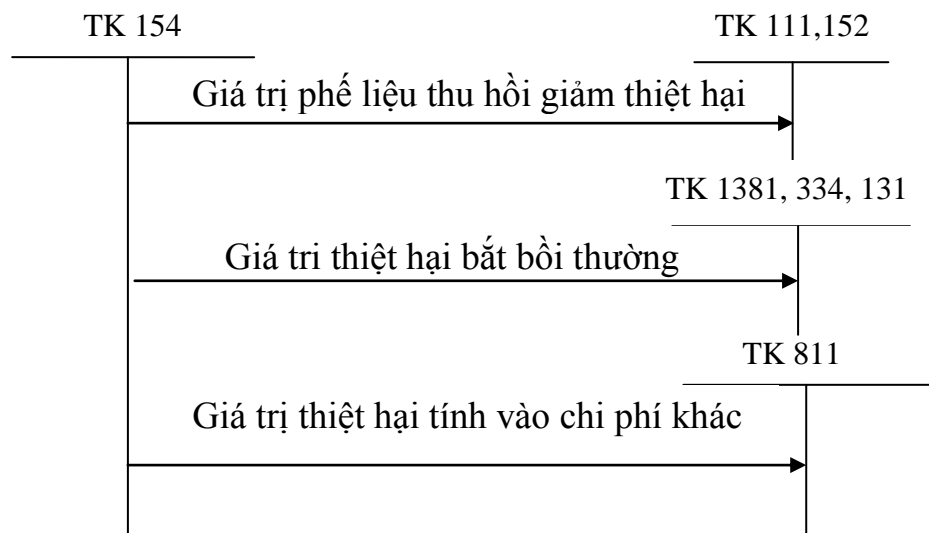 TK 154
TK 111,152
Giá trị phế liệu thu hồi giảm thiệt hại
TK 1381, 334, 131
Giá tri thiệt hại bắt bồi thường
TK 811
Giá trị thiệt hại tính vào chi phí khác